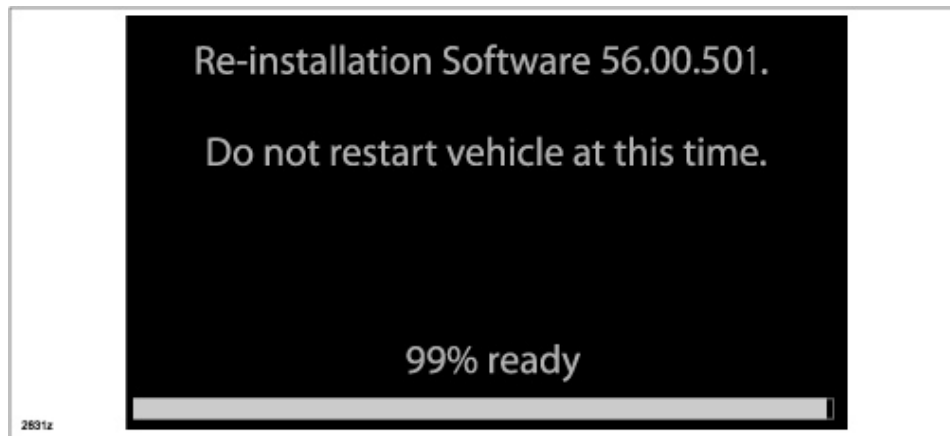 Re-installation Software 56.00.501.
Do not restart vehicle at this time.
99% ready
2831z